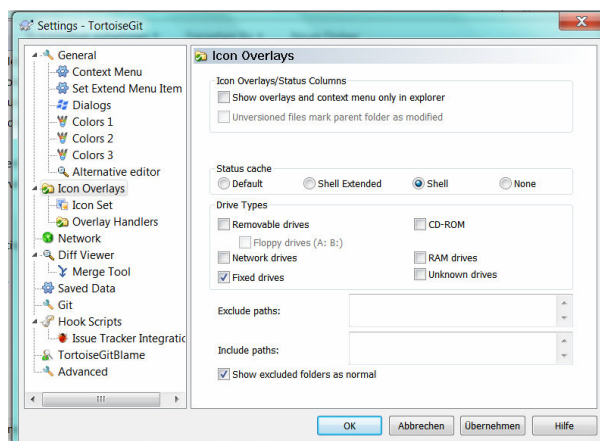 Settings - TortoiseGit
General
Context Menu
Set Extend Menu Item
Dialogs
Colors 1
Colors 2
Colors 3
Alternative editor
Icon Overlays
Icon Set
Overlay Handlers
Network
Diff Viewer
Merge Tool
Saved Data
Git
Hook Scripts
Issue Tracker Integratic
TortoiseGitBlame
Advanced
Icon Overlays
Icon Overlays/Status Columns
Show overlays and context menu only in explorer
Unversioned files mark parent folder as modified
Status cache
Default Shell Extended Shell None
Drive Types
Removable drives CD-ROM
Floppy drives (A: B:)
Network drives RAM drives
Fixed drives Unknown drives
Exclude paths:
Include paths:
Show excluded folders as normal
OK Abbrechen Übernehmen Hilfe